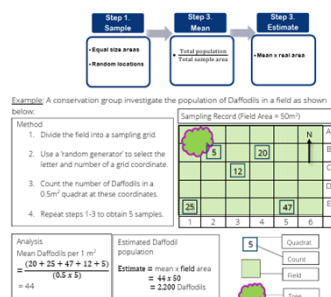 Step 1.
Sample
Step 3.
Mean
Step 3.
Estimate
• Equal size areas
• Random locations
• Total population
Total sample area
• Mean x real area
Example: A conservation group investigate the population of Daffodils in a field as shown
below:
Method
1. Divide the field into a sampling grid.
2. Use a 'random generator' to select the
letter and number of a grid coordinate.
3. Count the number of Daffodils in a
0.5m² quadrat at these coordinates.
4. Repeat steps 1-3 to obtain 5 samples.
Sampling Record (Field Area = 50m²)
N
A
5
20
B
12
C
D
25
47
E
1 2 3 4 5 6
Analysis
Mean Daffodils per 1 m²
= (20 + 25 + 47 + 12 + 5)
(0.5 x 5)
= 44
Estimated Daffodil
population
Estimate = mean x field area
= 44 x 50
= 2,200 Daffodils
5
Quadrat
Count
Field
Tree